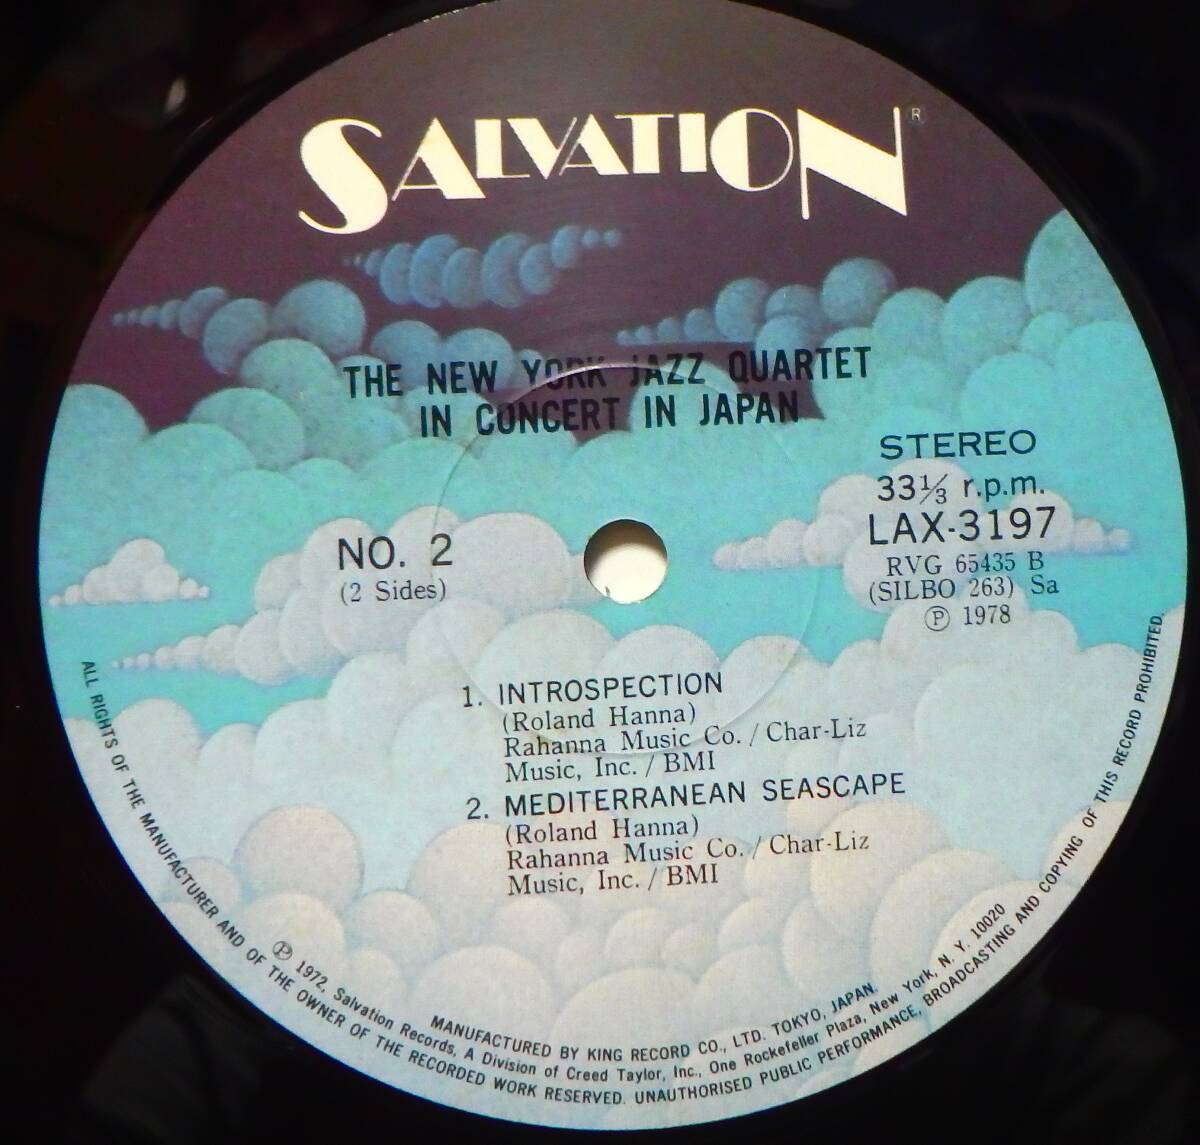 SALVATION ®
THE NEW YORK JAZZ QUARTET
IN CONCERT IN JAPAN
STEREO
33⅓ r.p.m.
LAX-3197
RVG 65435 B
(SILBO 263) Sa
Ⓟ 1978
NO. 2
(2 Sides)
1. INTROSPECTION
(Roland Hanna)
Rahanna Music Co. / Char-Liz
Music, Inc. / BMI
2. MEDITERRANEAN SEASCAPE
(Roland Hanna)
Rahanna Music Co. / Char-Liz
Music, Inc. / BMI
MANUFACTURED BY KING RECORD CO., LTD. TOKYO, JAPAN.
Ⓟ 1972, Salvation Records, A Division of Creed Taylor, Inc., One Rockefeller Plaza, New York, N. Y. 10020
ALL RIGHTS OF THE MANUFACTURER AND OF THE OWNER OF THE RECORDED WORK RESERVED. UNAUTHORISED PUBLIC PERFORMANCE, BROADCASTING AND COPYING OF THIS RECORD PROHIBITED.